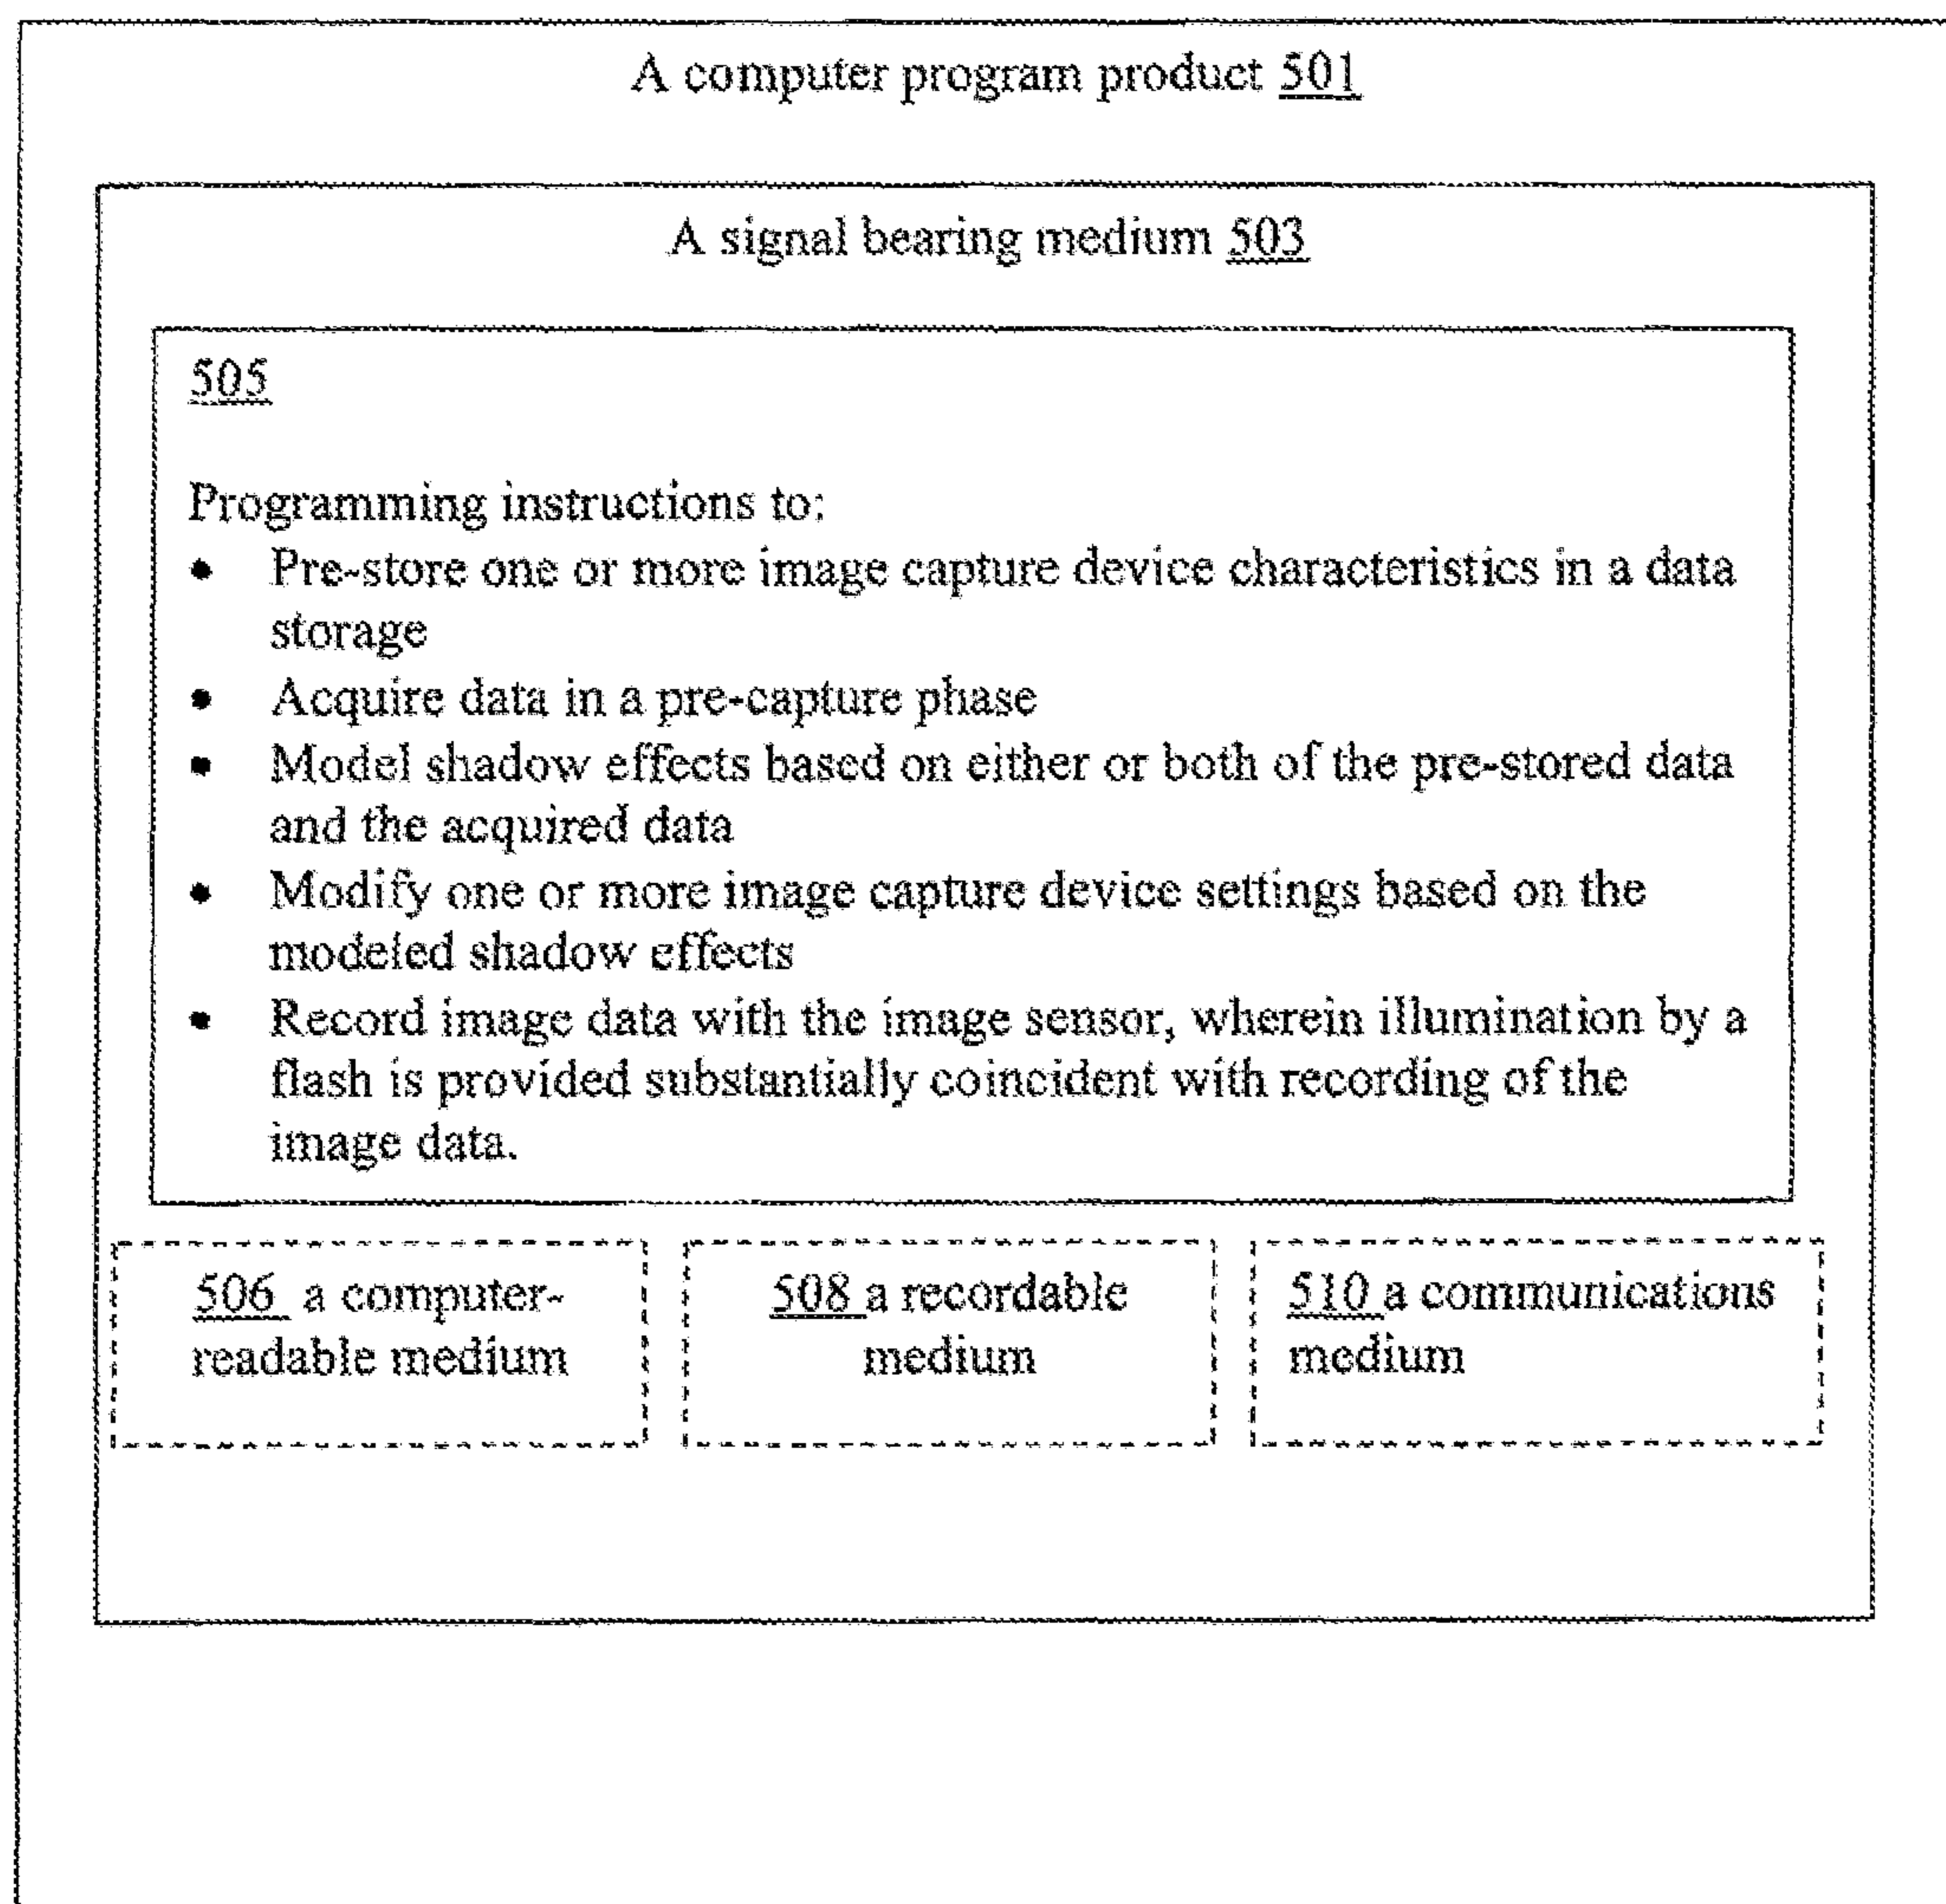 A computer program product 501
A signal bearing medium 503
505
Programming instructions to:
• Pre-store one or more image capture device characteristics in a data
storage
• Acquire data in a pre-capture phase
• Model shadow effects based on either or both of the pre-stored data
and the acquired data
• Modify one or more image capture device settings based on the
modeled shadow effects
• Record image data with the image sensor, wherein illumination by a
flash is provided substantially coincident with recording of the
image data.
506 a computer-
readable medium
508 a recordable
medium
510 a communications
medium